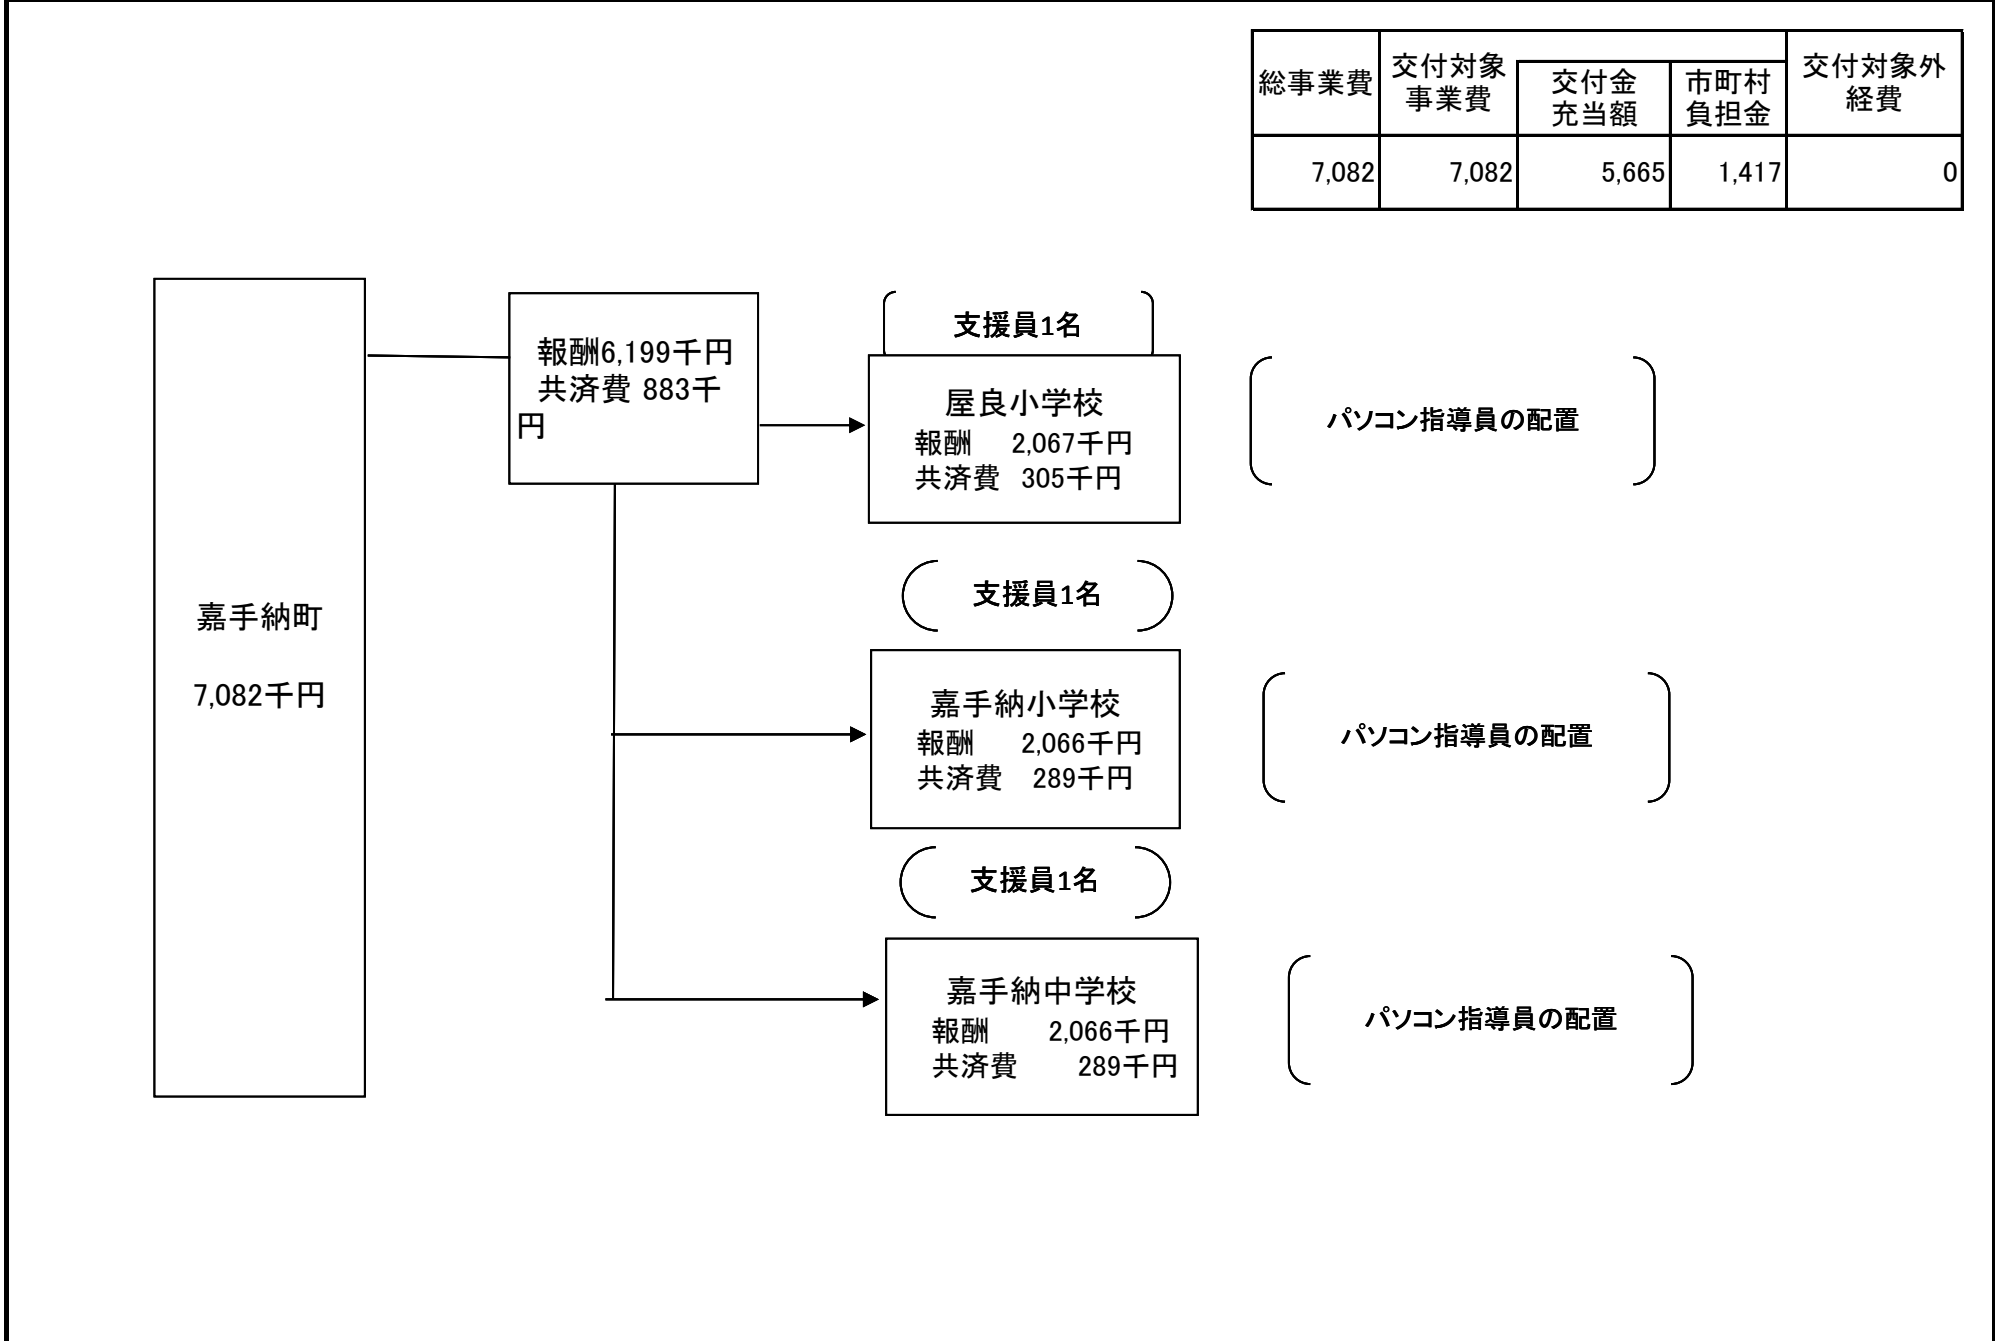 総事業費
交付対象
事業費
交付金
充当額
市町村
負担金
交付対象外
経費
7,082
7,082
5,665
1,417
0
嘉手納町
7,082千円
報酬6,199千円
共済費 883千
円
支援員1名
屋良小学校
報酬 2,067千円
共済費 305千円
パソコン指導員の配置
支援員1名
嘉手納小学校
報酬 2,066千円
共済費 289千円
パソコン指導員の配置
支援員1名
嘉手納中学校
報酬 2,066千円
共済費 289千円
パソコン指導員の配置